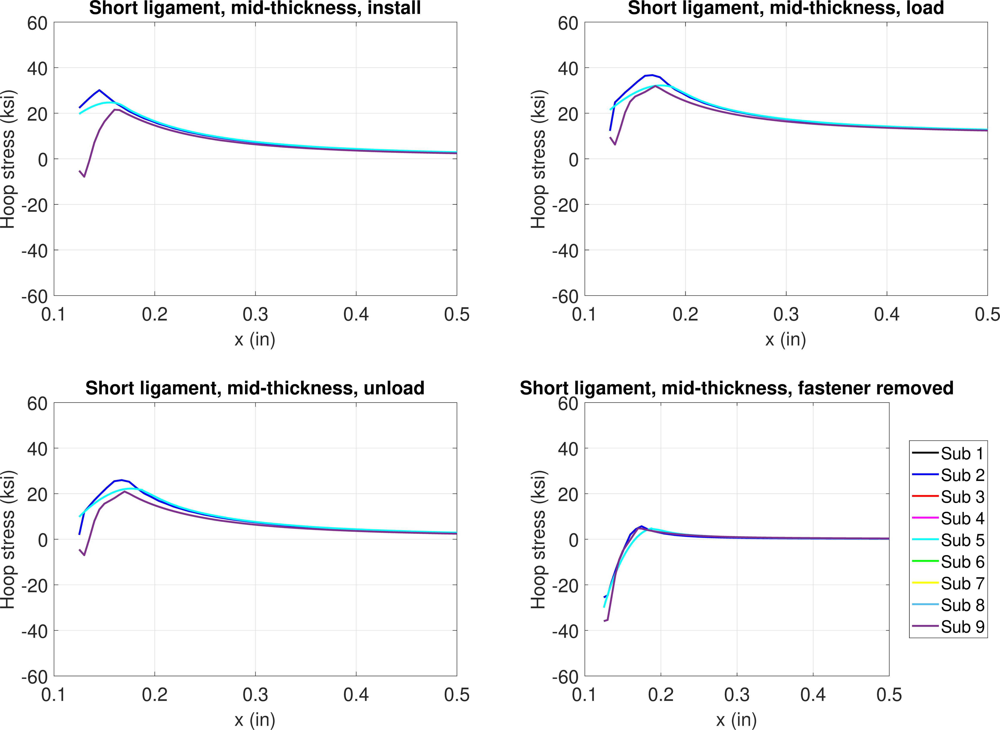 Short ligament, mid-thickness, install
60
40
20
0
-20
-40
-60
0.1
0.2
0.3
0.4
0.5
x (in)
Hoop stress (ksi)
Short ligament, mid-thickness, load
60
40
20
0
-20
-40
-60
0.1
0.2
0.3
0.4
0.5
x (in)
Hoop stress (ksi)
Short ligament, mid-thickness, unload
60
40
20
0
-20
-40
-60
0.1
0.2
0.3
0.4
0.5
x (in)
Hoop stress (ksi)
Short ligament, mid-thickness, fastener removed
60
40
20
0
-20
-40
-60
0.1
0.2
0.3
0.4
0.5
x (in)
Hoop stress (ksi)
Sub 1
Sub 2
Sub 3
Sub 4
Sub 5
Sub 6
Sub 7
Sub 8
Sub 9